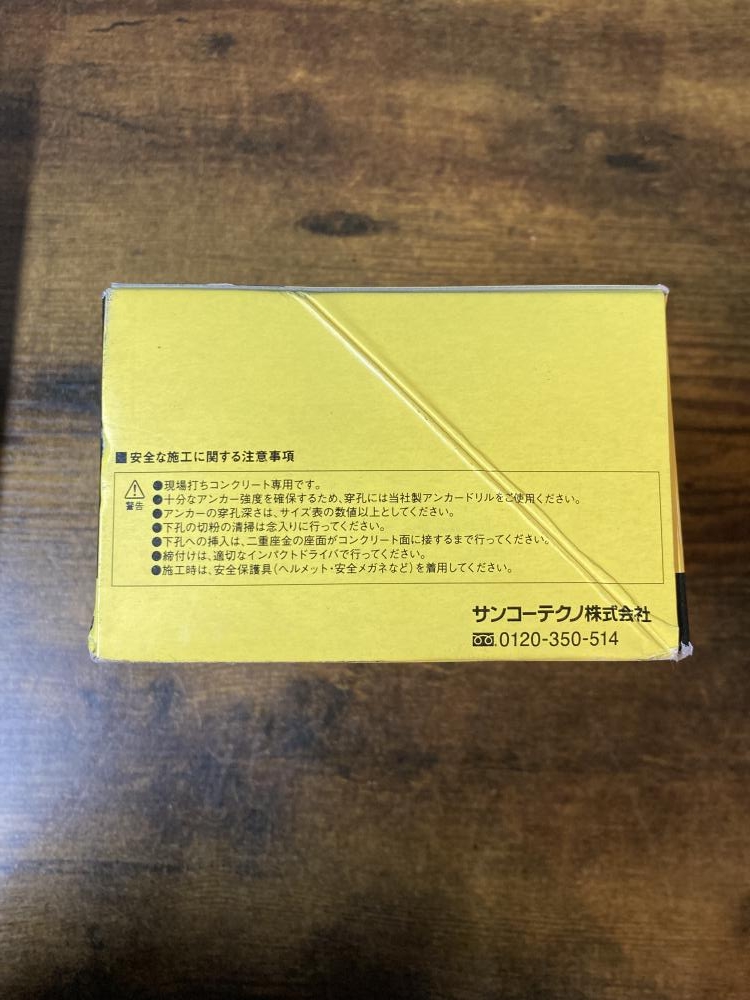 ■安全な施工に関する注意事項
警告
●現場打ちコンクリート専用です。
●十分なアンカー強度を確保するため、穿孔には当社製アンカードリルをご使用ください。
●アンカーの穿孔深さは、サイズ表の数値以上としてください。
●下孔の切粉の清掃は念入りに行ってください。
●下孔への挿入は、二重座金の座面がコンクリート面に接するまで行ってください。
●締付けは、適切なインパクトドライバで行ってください。
●施工時は、安全保護具(ヘルメット・安全メガネなど)を着用してください。
サンコーテクノ株式会社
0120-350-514